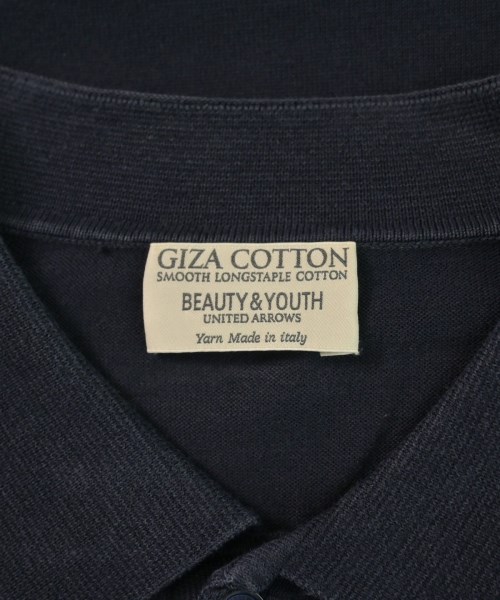 GIZA COTTON
SMOOTH LONGSTAPLE COTTON
BEAUTY&YOUTH
UNITED ARROWS
Yarn Made in italy